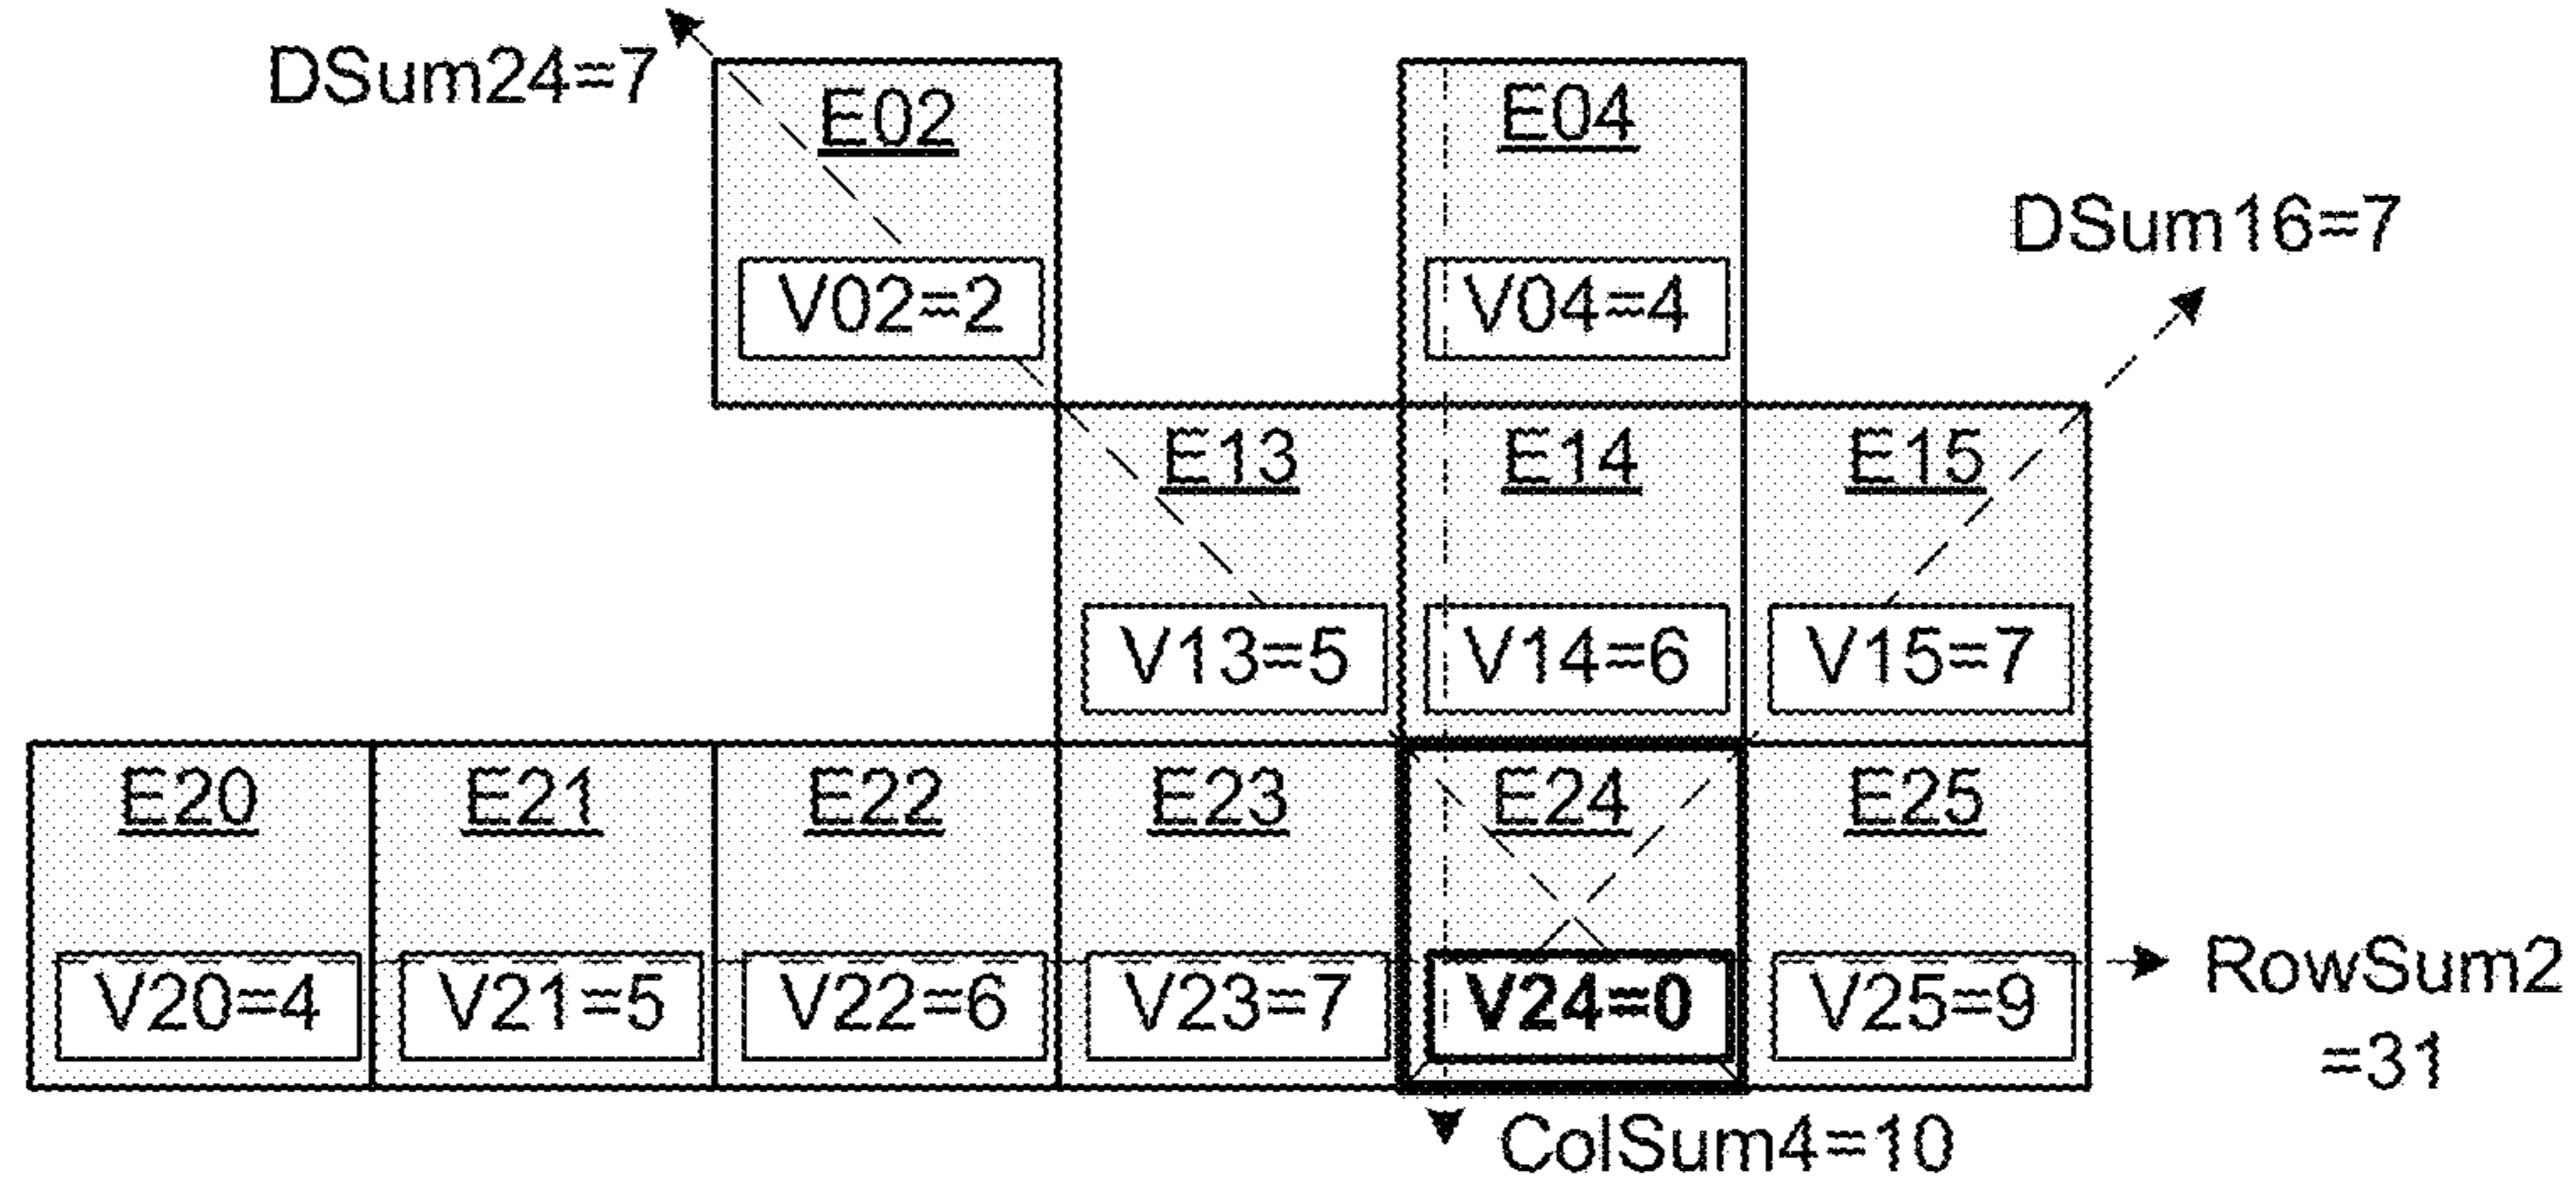 DSum24=7
E02
E04
V02=2
V04=4
DSum16=7
E13
E14
E15
V13=5
V14=6
V15=7
E20
E21
E22
E23
E24
E25
V20=4
V21=5
V22=6
V23=7
V24=0
V25=9
RowSum2
=31
ColSum4=10